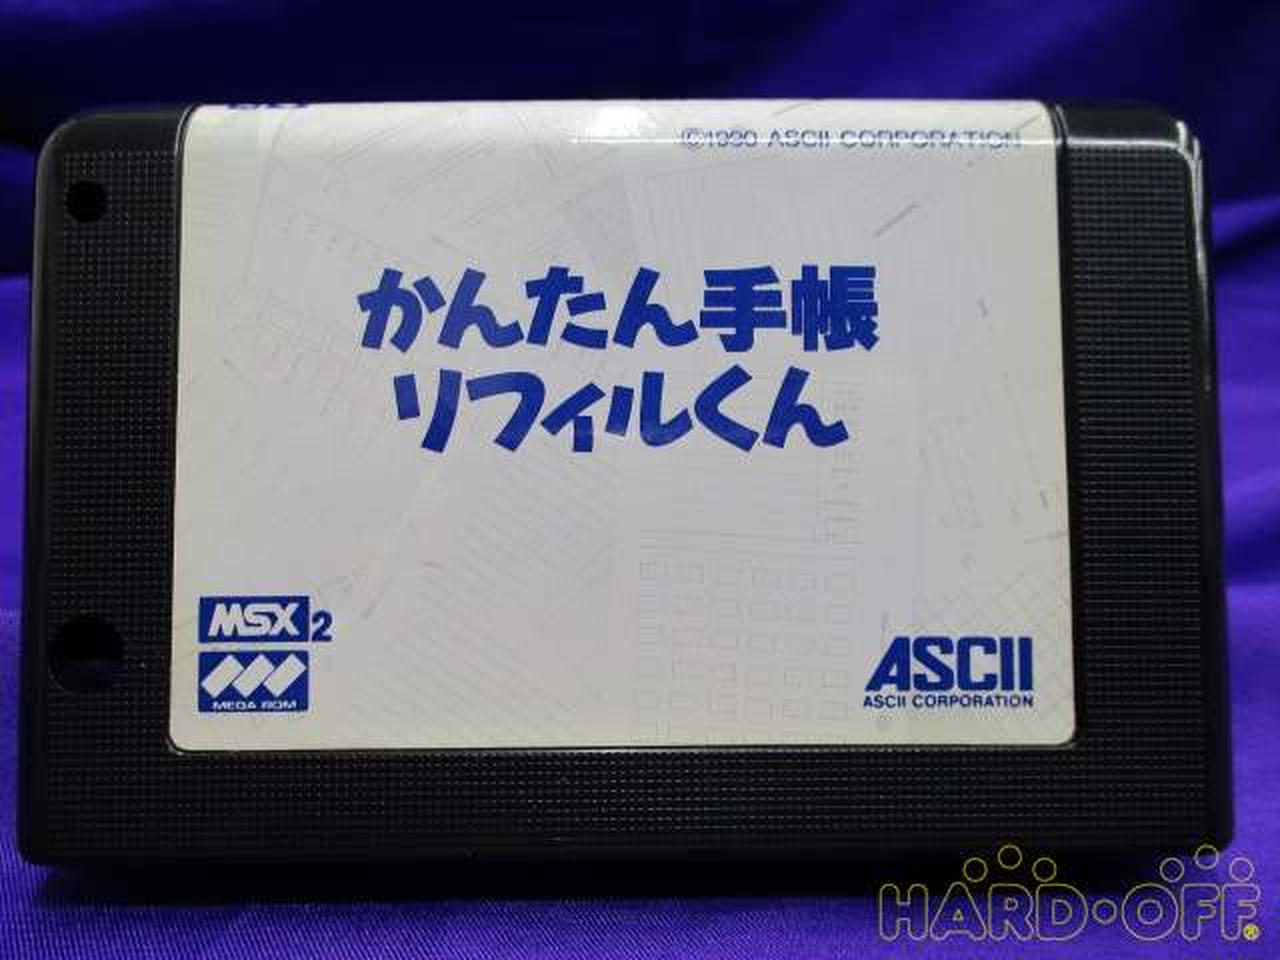 ©1990 ASCII CORPORATION
かんたん手帳
リフィルくん
MSX2
MEGA ROM
ASCII
ASCII CORPORATION
HARD・OFF®